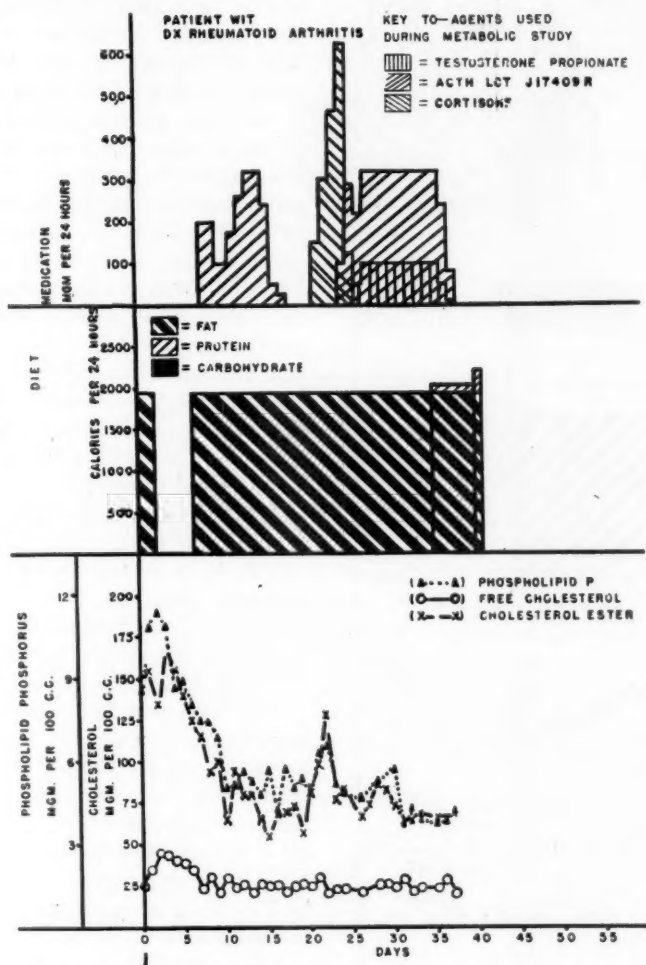 PATIENT WIT
DX RHEUMATOID ARTHRITIS
KEY TO—AGENTS USED
DURING METABOLIC STUDY
= TESTOSTERONE PROPIONATE
= ACTH LOT J17409R
= CORTISONE
MEDICATION
MGM PER 24 HOURS
600
400
300
200
100
DIET
CALORIES PER 24 HOURS
2500
2000
1500
1000
500
= FAT
= PROTEIN
= CARBOHYDRATE
PHOSPHOLIPID PHOSPHORUS
MGM. PER 100 C.C.
12
9
6
3
CHOLESTEROL
MGM. PER 100 C.C.
200
175
150
125
100
75
50
25
PHOSPHOLIPID P
FREE CHOLESTEROL
CHOLESTEROL ESTER
0 5 10 15 20 25 30 35 40 45 50 55
DAYS